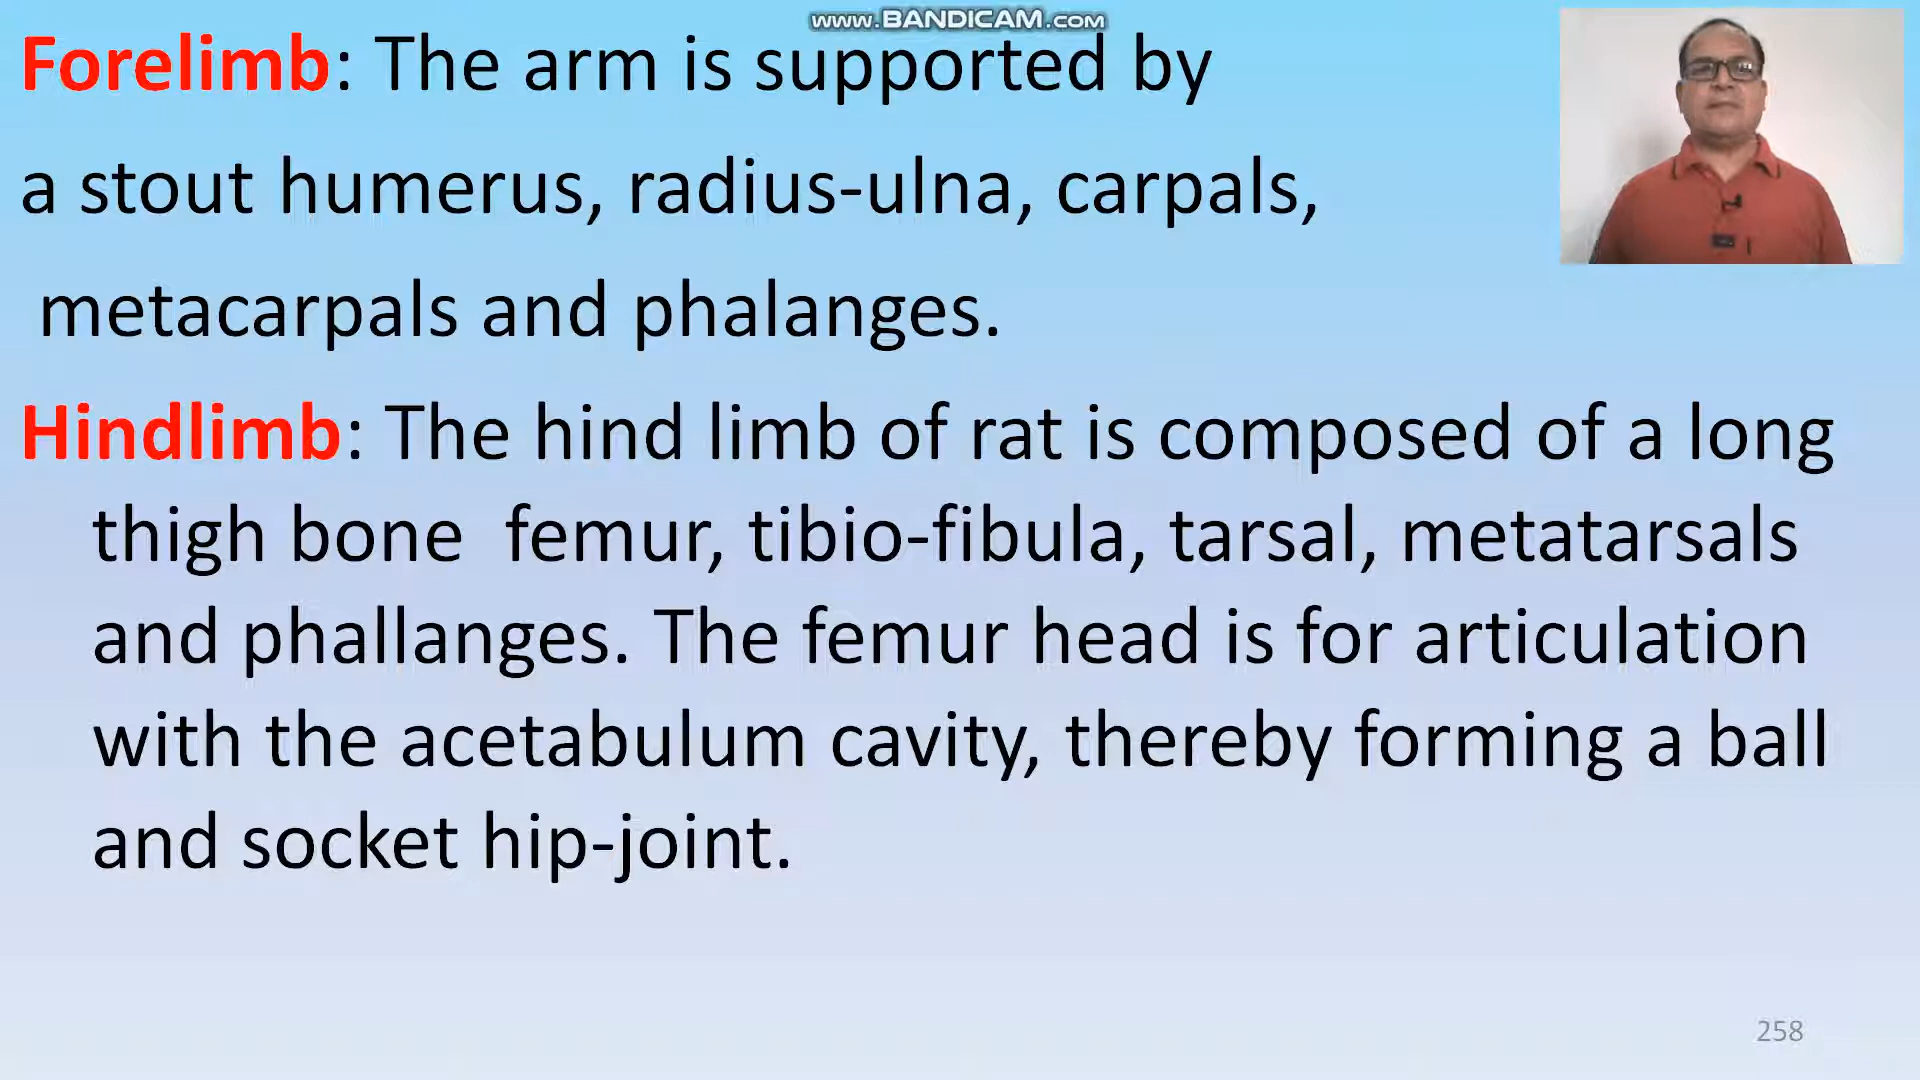 www.BANDICAM.com
Forelimb: The arm is supported by
a stout humerus, radius-ulna, carpals,
metacarpals and phalanges.
Hindlimb: The hind limb of rat is composed of a long
thigh bone  femur, tibio-fibula, tarsal, metatarsals
and phallanges. The femur head is for articulation
with the acetabulum cavity, thereby forming a ball
and socket hip-joint.
258